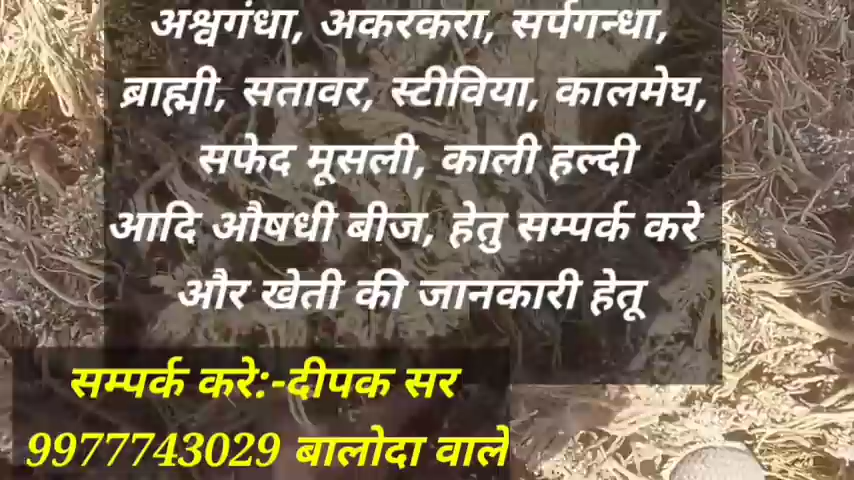 अश्वगंधा, अकरकरा, सर्पगन्धा,
ब्राह्मी, सतावर, स्टीविया, कालमेघ,
सफेद मूसली, काली हल्दी
आदि औषधी बीज, हेतु सम्पर्क करे
और खेती की जानकारी हेतू
सम्पर्क करे:-दीपक सर
9977743029 बालोदा वाले